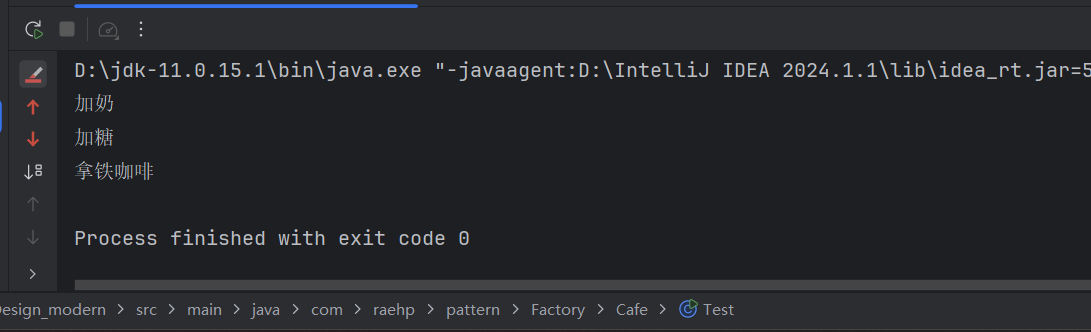 D:\jdk-11.0.15.1\bin\java.exe "-javaagent:D:\IntelliJ IDEA 2024.1.1\lib\idea_rt.jar=5
加奶
加糖
拿铁咖啡
Process finished with exit code 0
esign_modern > src > main > java > com > raehp > pattern > Factory > Cafe > Test